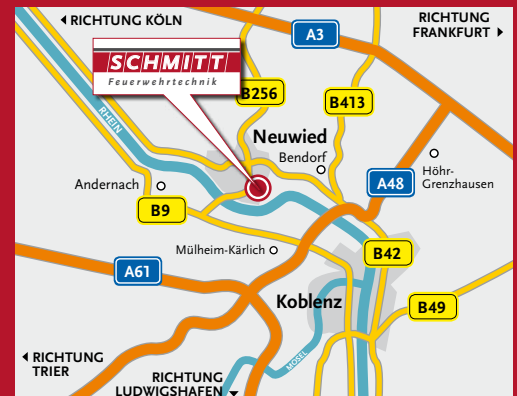 RICHTUNG KÖLN
RICHTUNG
FRANKFURT
A3
SCHMITT
Feuerwehrtechnik
B256
B413
RHEIN
Neuwied
Bendorf
Höhr-
Grenzhausen
Andernach
A48
B9
Mülheim-Kärlich
B42
A61
Koblenz
B49
MOSEL
RICHTUNG
TRIER
RICHTUNG
LUDWIGSHAFEN